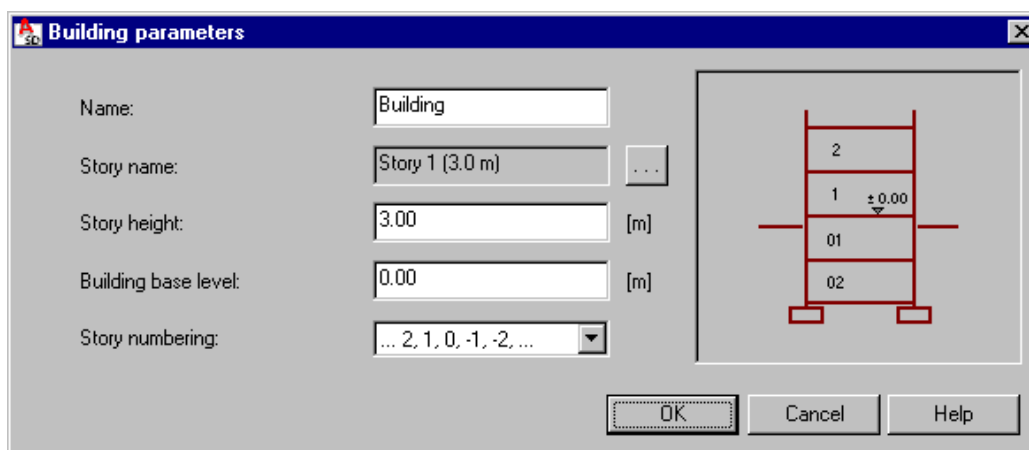 Building parameters
Name:
Building
Story name:
Story 1 (3.0 m)
...
Story height:
3.00
[m]
Building base level:
0.00
[m]
Story numbering:
... 2, 1, 0, -1, -2, ...
2
1
± 0.00
01
02
OK
Cancel
Help